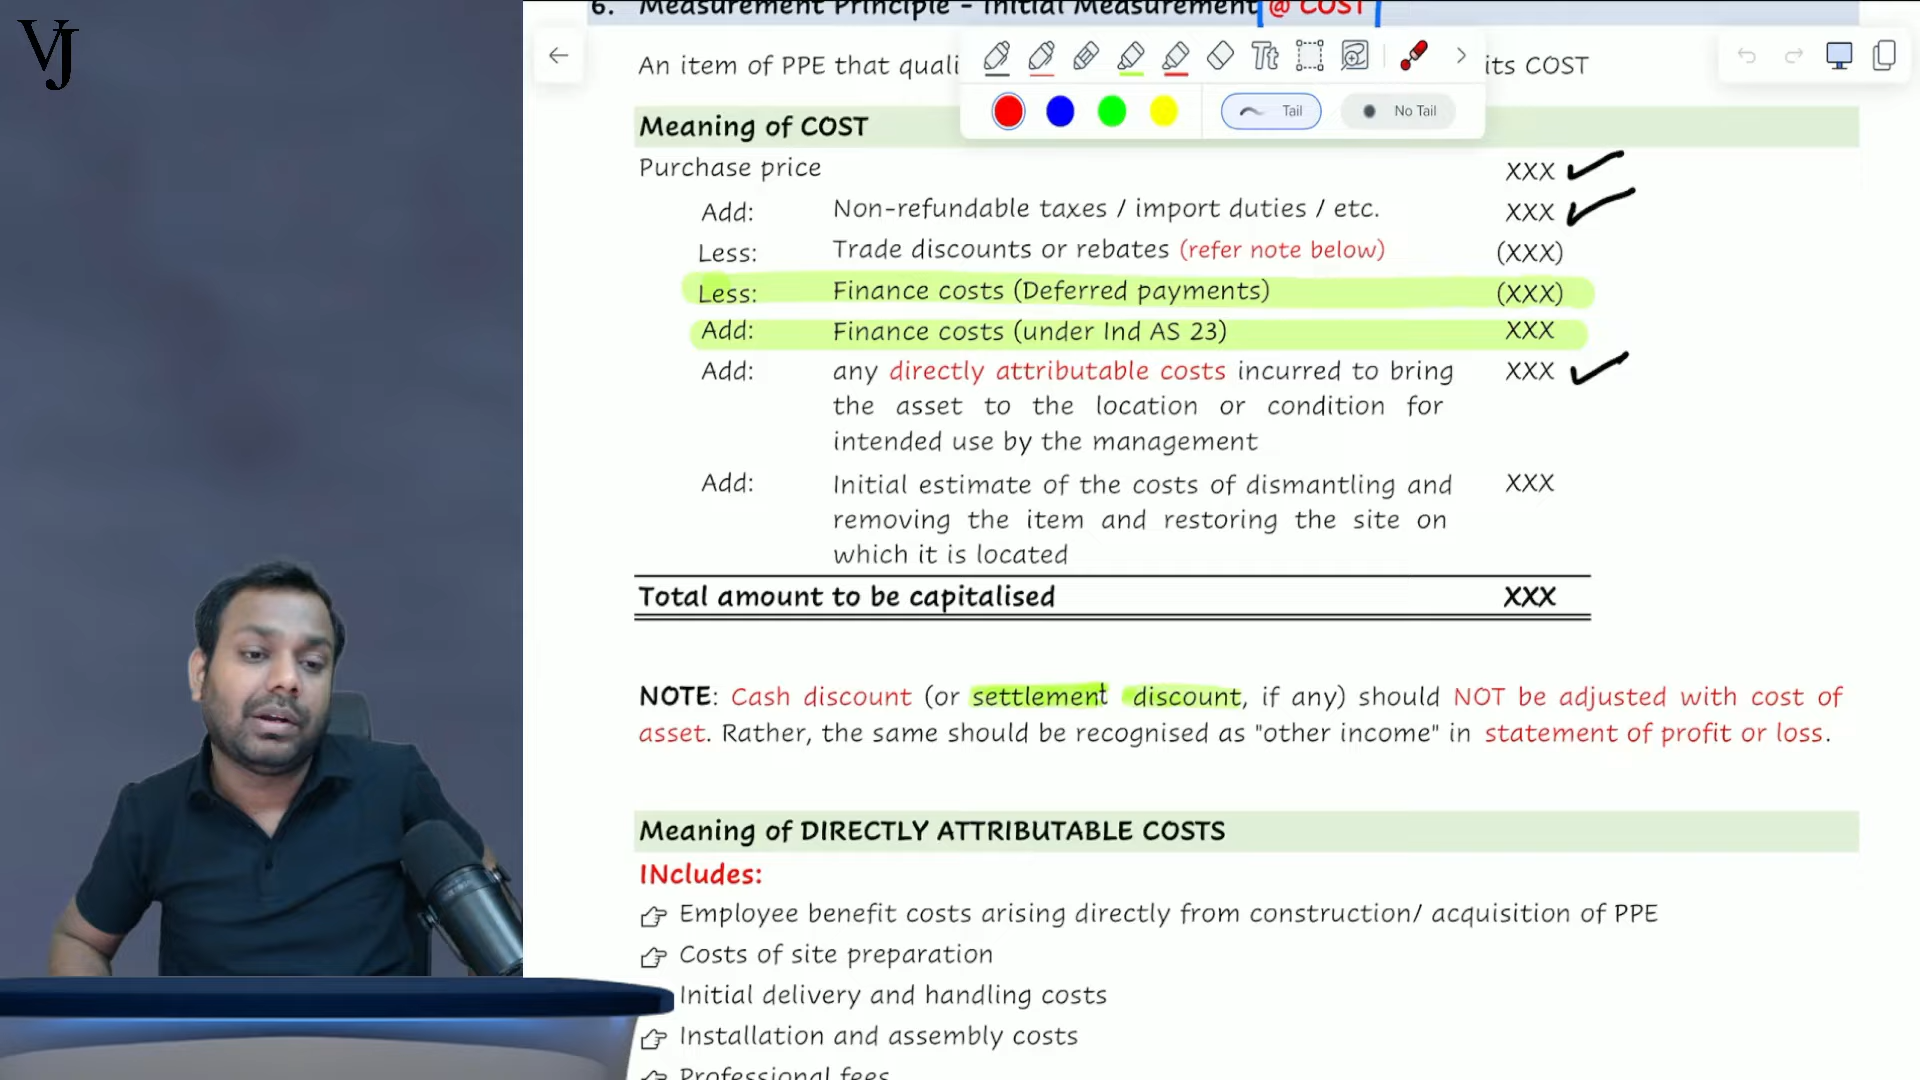 VJ
6. Measurement Principle - Initial Measurement @ COST
An item of PPE that quali its COST
Tail No Tail
Meaning of COST
Purchase price XXX
Add: Non-refundable taxes / import duties / etc. XXX
Less: Trade discounts or rebates (refer note below) (XXX)
Less: Finance costs (Deferred payments) (XXX)
Add: Finance costs (under Ind AS 23) XXX
Add: any directly attributable costs incurred to bring XXX
the asset to the location or condition for
intended use by the management
Add: Initial estimate of the costs of dismantling and XXX
removing the item and restoring the site on
which it is located
Total amount to be capitalised XXX
NOTE: Cash discount (or settlement discount, if any) should NOT be adjusted with cost of
asset. Rather, the same should be recognised as "other income" in statement of profit or loss.
Meaning of DIRECTLY ATTRIBUTABLE COSTS
INcludes:
Employee benefit costs arising directly from construction/ acquisition of PPE
Costs of site preparation
Initial delivery and handling costs
Installation and assembly costs
Professional fees